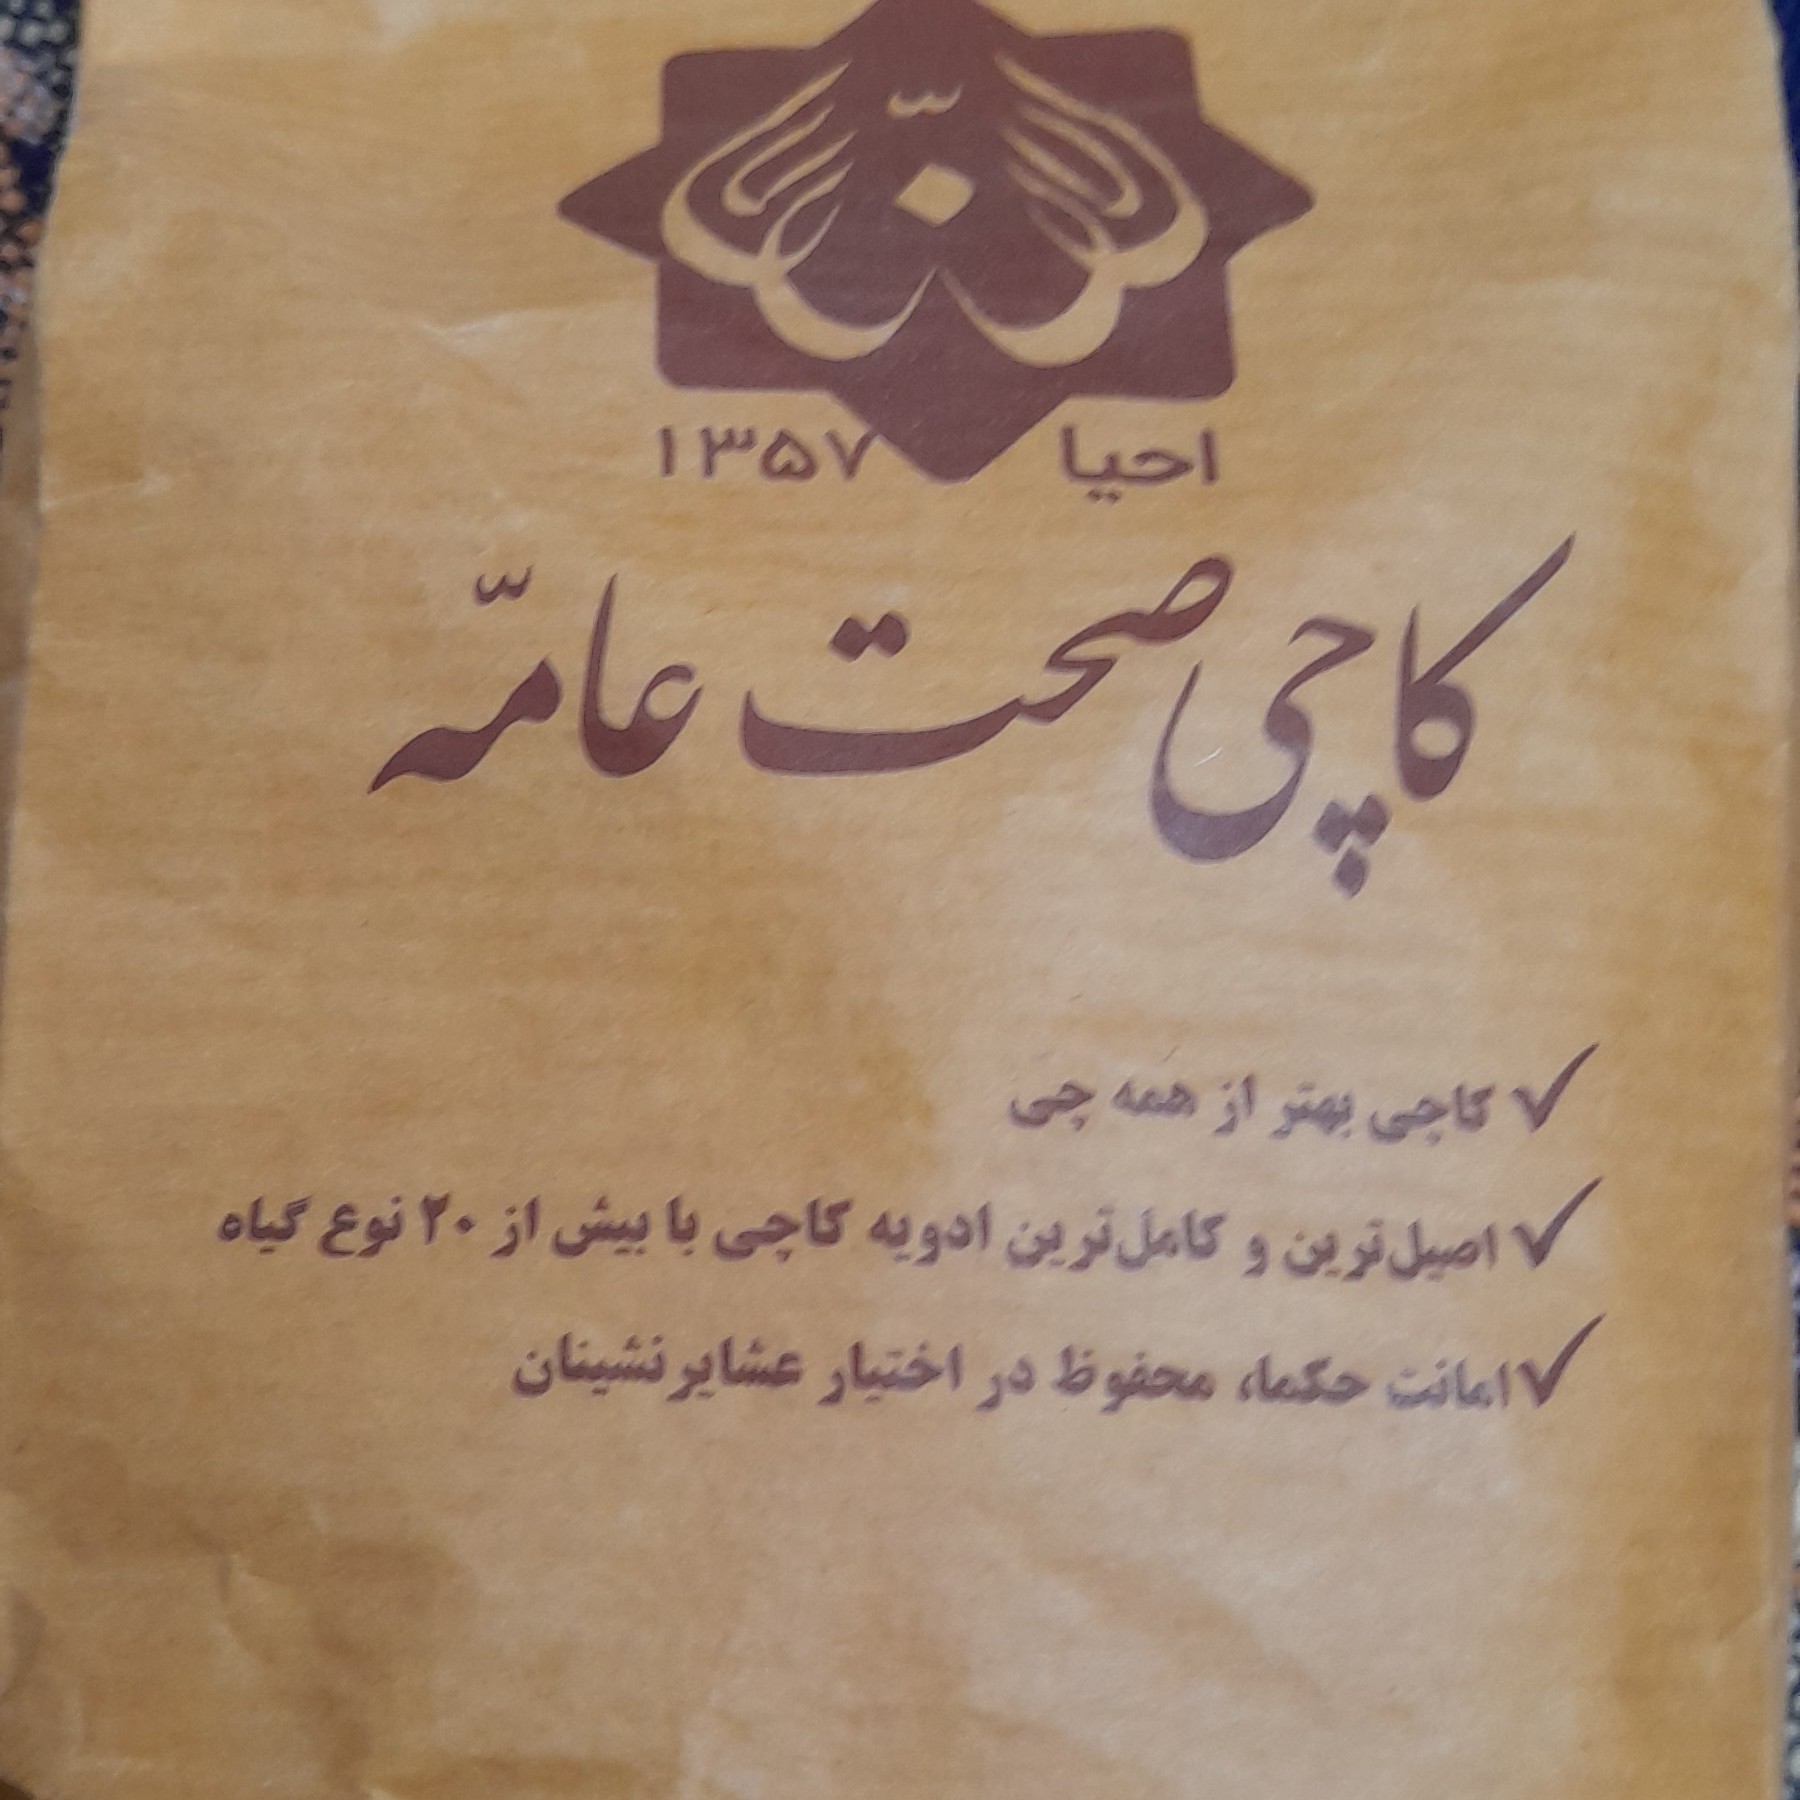 احیا ۱۳۵۷
کاچی صحت عامّه
✓ کاچی بهتر از همه چی
✓ اصیل‌ترین و کامل‌ترین ادویه کاچی با بیش از ۲۰ نوع گیاه
✓ امانت حکما، محفوظ در اختیار عشایرنشینان